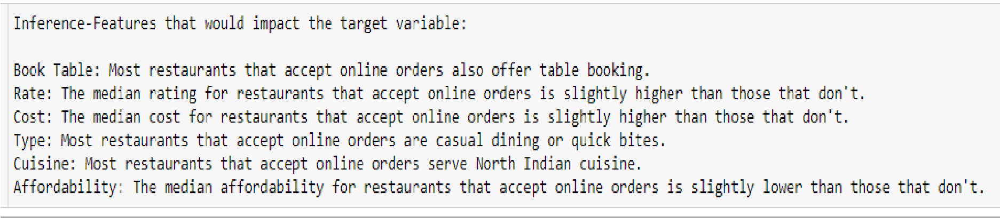 Inference-Features that would impact the target variable:
Book Table: Most restaurants that accept online orders also offer table booking.
Rate: The median rating for restaurants that accept online orders is slightly higher than those that don't.
Cost: The median cost for restaurants that accept online orders is slightly higher than those that don't.
Type: Most restaurants that accept online orders are casual dining or quick bites.
Cuisine: Most restaurants that accept online orders serve North Indian cuisine.
Affordability: The median affordability for restaurants that accept online orders is slightly lower than those that don't.